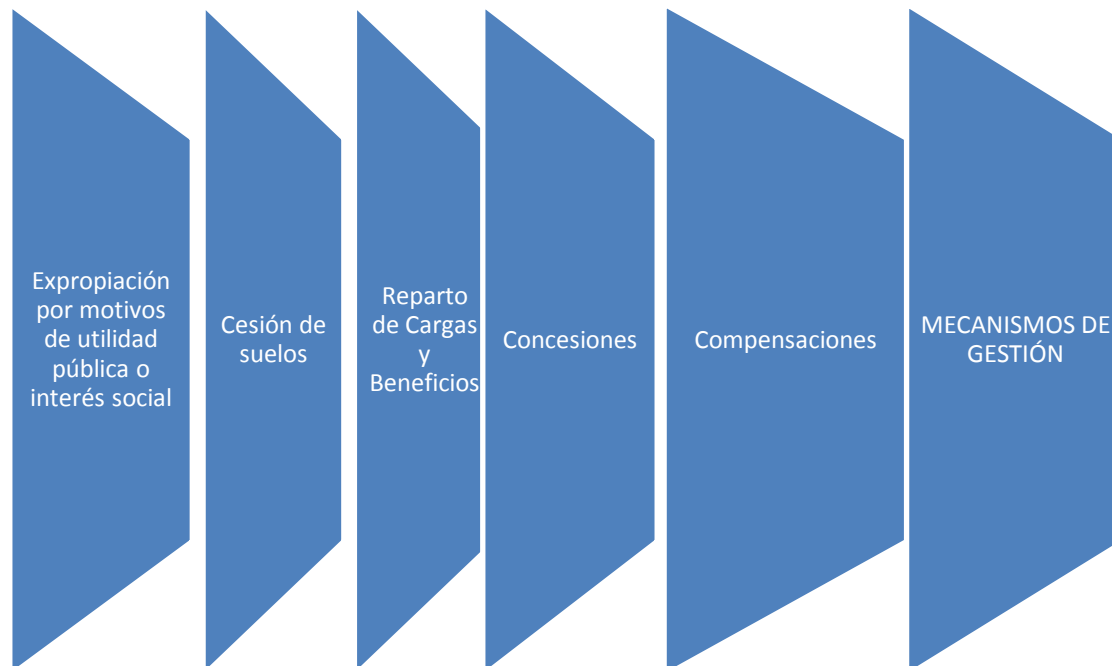 Expropiación
por motivos
de utilidad
pública o
interés social
Cesión de
suelos
Reparto
de Cargas
y
Beneficios
Concesiones
Compensaciones
MECANISMOS DE
GESTIÓN